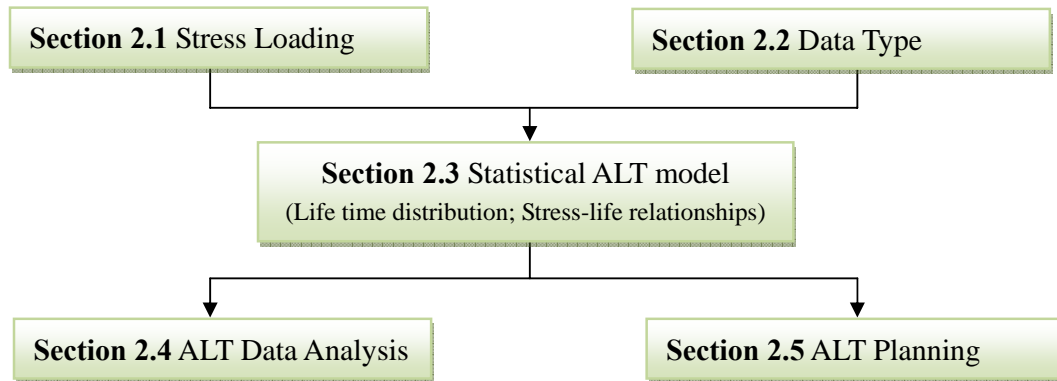 Section 2.1 Stress Loading
Section 2.2 Data Type
Section 2.3 Statistical ALT model
(Life time distribution; Stress-life relationships)
Section 2.4 ALT Data Analysis
Section 2.5 ALT Planning